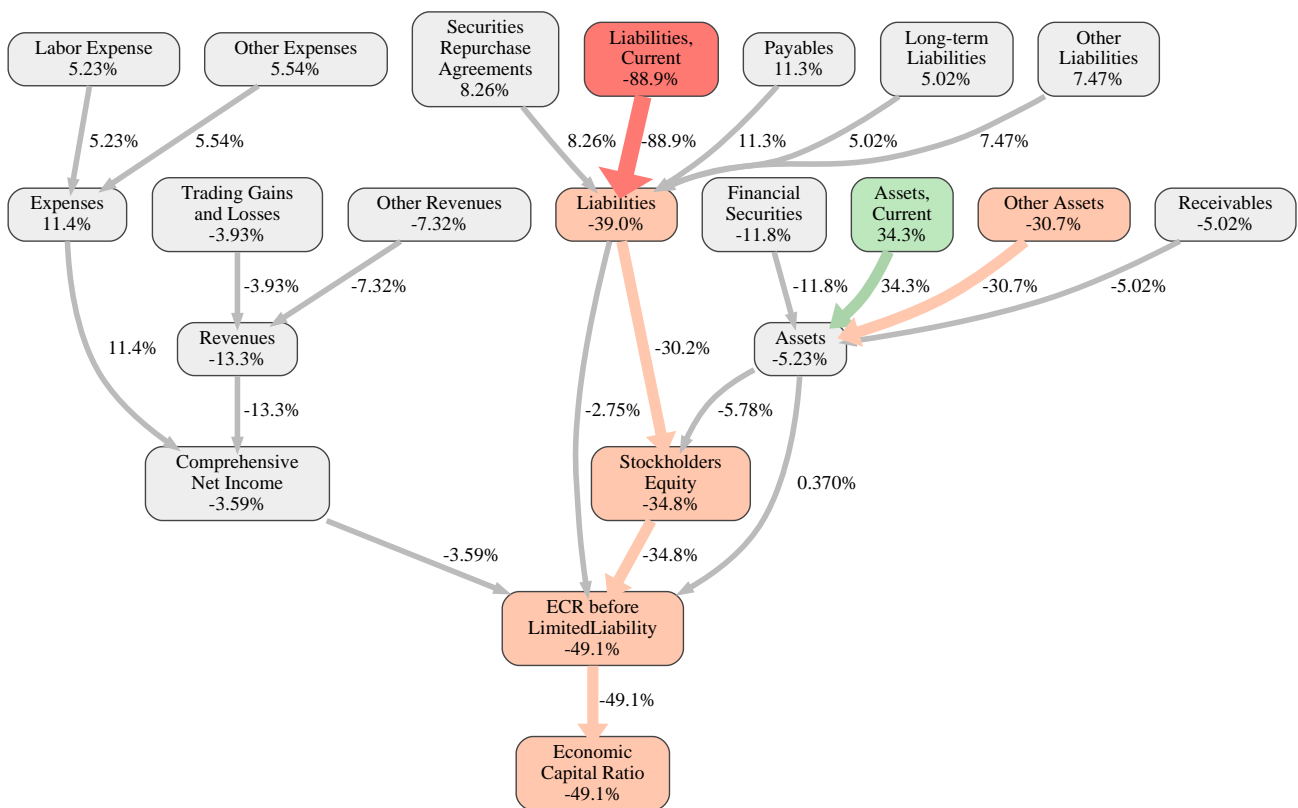 Labor Expense
5.23%
Other Expenses
5.54%
Securities
Repurchase
Agreements
8.26%
Liabilities,
Current
-88.9%
Payables
11.3%
Long-term
Liabilities
5.02%
Other
Liabilities
7.47%
5.23%
5.54%
8.26%
-88.9%
11.3%
5.02%
7.47%
Expenses
11.4%
Trading Gains
and Losses
-3.93%
Other Revenues
-7.32%
Liabilities
-39.0%
Financial
Securities
-11.8%
Assets,
Current
34.3%
Other Assets
-30.7%
Receivables
-5.02%
-3.93%
-7.32%
-11.8%
34.3%
-30.7%
-5.02%
11.4%
Revenues
-13.3%
-30.2%
Assets
-5.23%
-13.3%
-2.75%
-5.78%
Comprehensive
Net Income
-3.59%
Stockholders
Equity
-34.8%
0.370%
-3.59%
-34.8%
ECR before
LimitedLiability
-49.1%
-49.1%
Economic
Capital Ratio
-49.1%